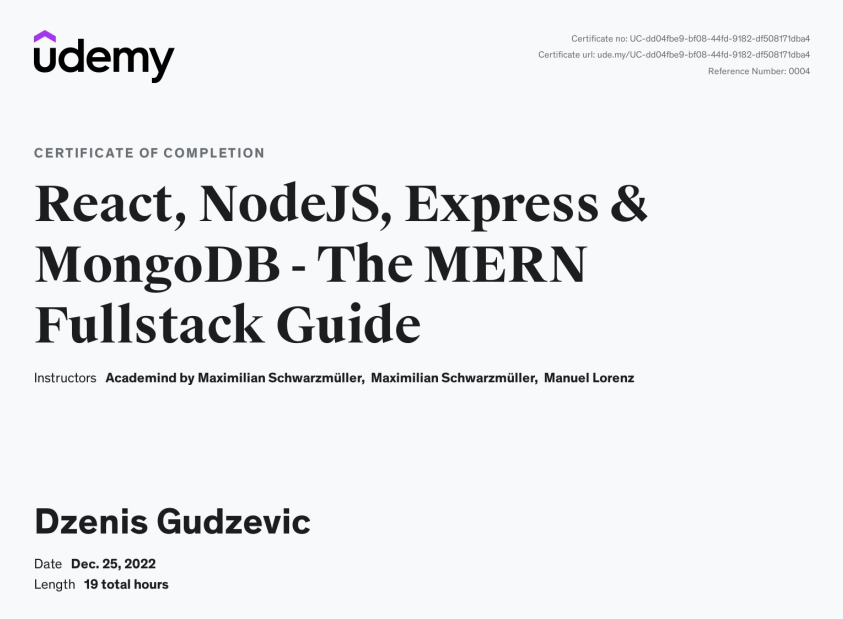 udemy
Certificate no: UC-dd04fbe9-bf08-44fd-9182-df508171dba4
Certificate url: ude.my/UC-dd04fbe9-bf08-44fd-9182-df508171dba4
Reference Number: 0004
CERTIFICATE OF COMPLETION
React, NodeJS, Express &
MongoDB - The MERN
Fullstack Guide
Instructors Academind by Maximilian Schwarzmüller, Maximilian Schwarzmüller, Manuel Lorenz
Dzenis Gudzevic
Date Dec. 25, 2022
Length 19 total hours